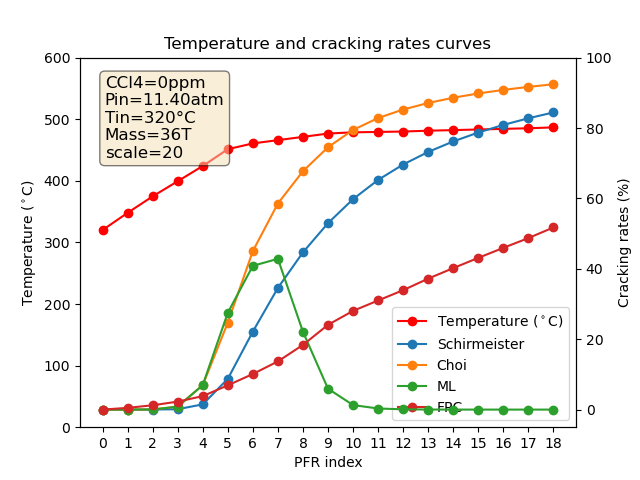 Temperature and cracking rates curves
CCl4=0ppm
Pin=11.40atm
Tin=320°C
Mass=36T
scale=20
Temperature (°C)
600
500
400
300
200
100
0
Cracking rates (%)
100
80
60
40
20
0
Temperature (°C)
Schirmeister
Choi
ML
FPC
0 1 2 3 4 5 6 7 8 9 10 11 12 13 14 15 16 17 18
PFR index